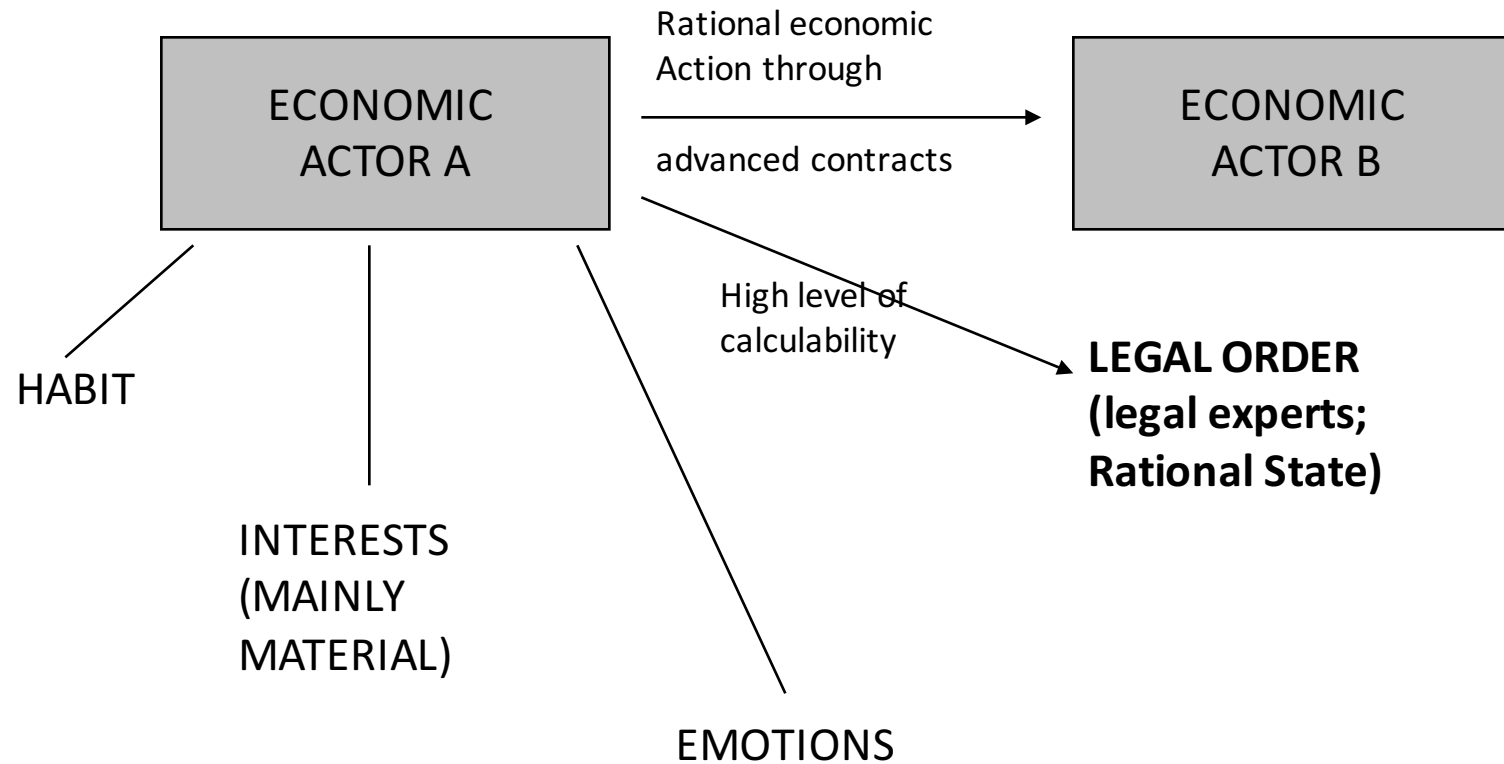 Rational economic
Action through
ECONOMIC
ACTOR A
advanced contracts
ECONOMIC
ACTOR B
High level of
calculability
LEGAL ORDER
(legal experts;
Rational State)
HABIT
INTERESTS
(MAINLY
MATERIAL)
EMOTIONS